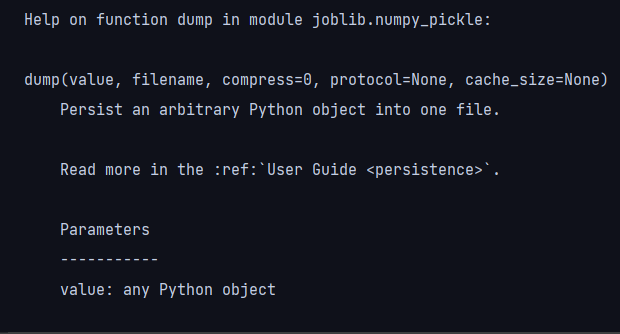 Help on function dump in module joblib.numpy_pickle:
dump(value, filename, compress=0, protocol=None, cache_size=None)
Persist an arbitrary Python object into one file.
Read more in the :ref:`User Guide <persistence>`.
Parameters
-----------
value: any Python object